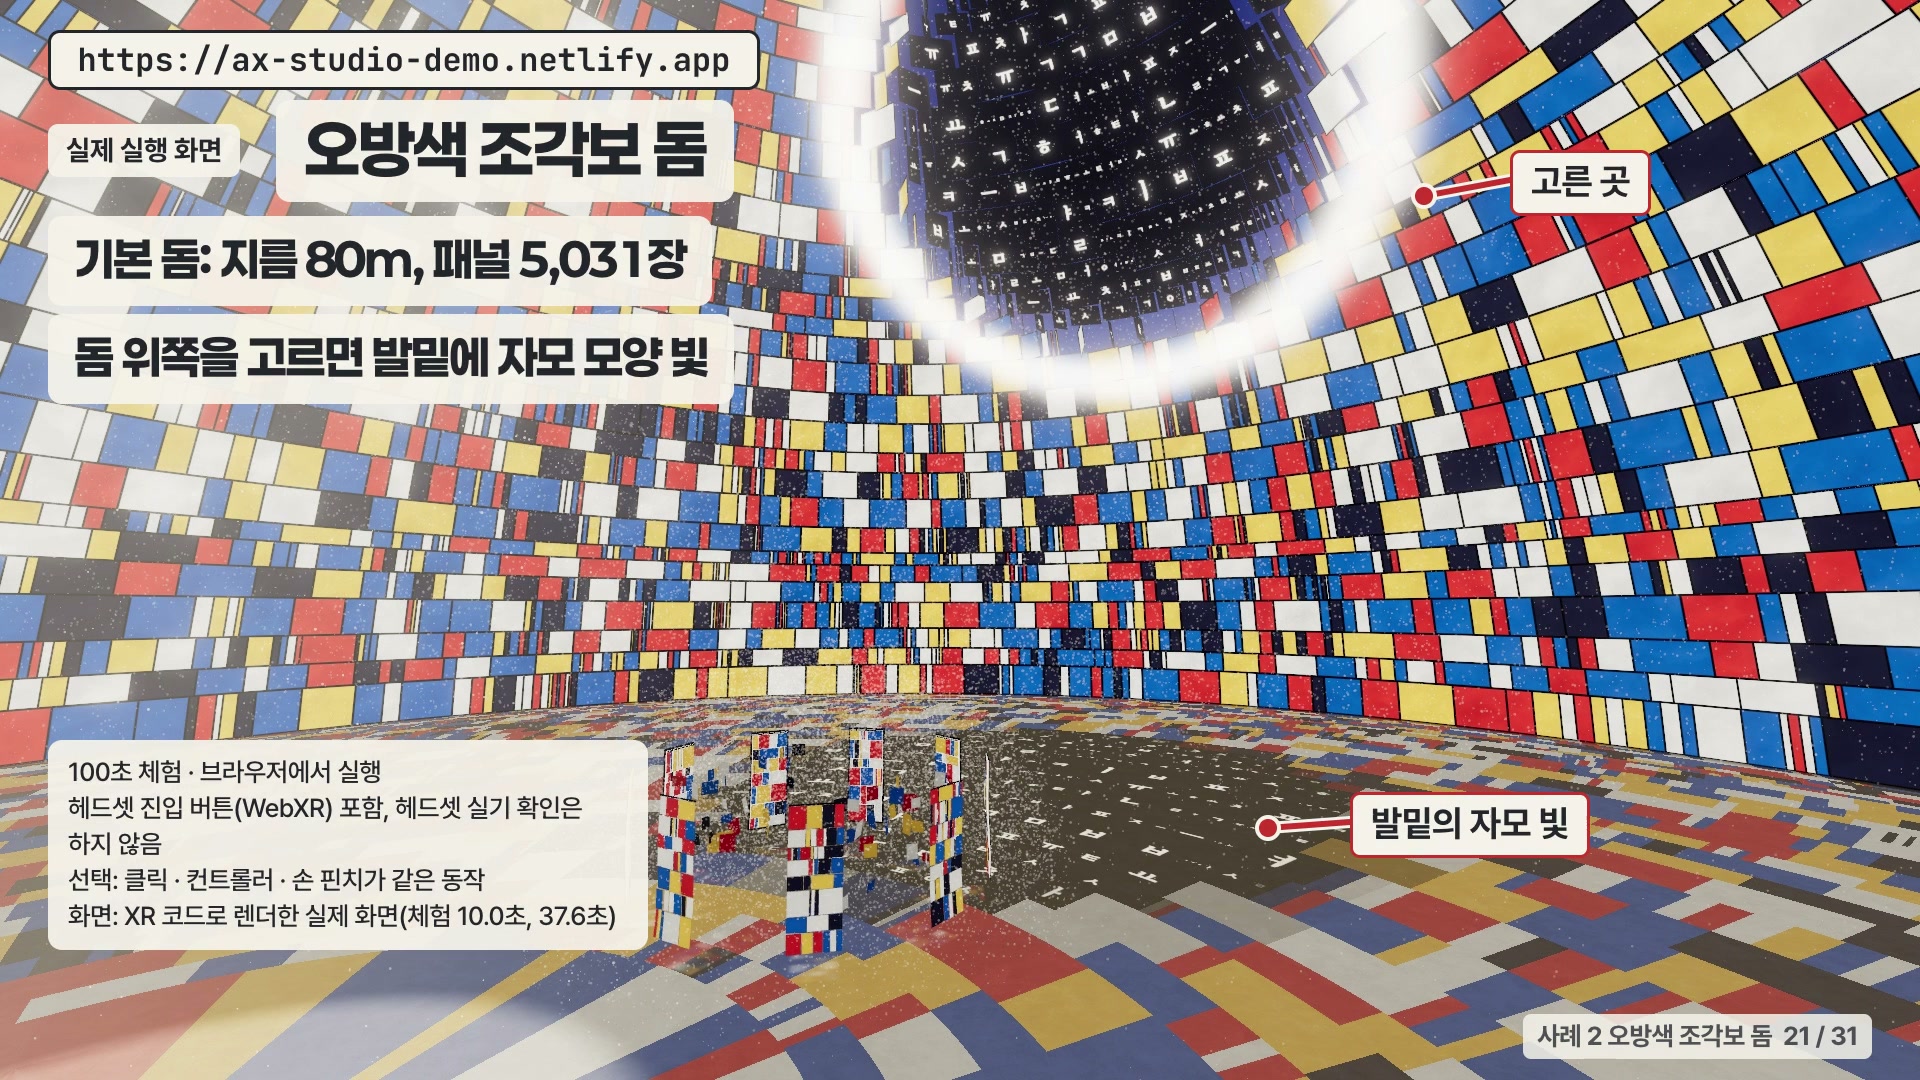 https://ax-studio-demo.netlify.app
실제 실행 화면
오방색 조각보 돔
기본 돔: 지름 80m, 패널 5,031장
돔 위쪽을 고르면 발밑에 자모 모양 빛
고른 곳
발밑의 자모 빛
100초 체험 · 브라우저에서 실행
헤드셋 진입 버튼(WebXR) 포함, 헤드셋 실기 확인은
하지 않음
선택: 클릭 · 컨트롤러 · 손 핀치가 같은 동작
화면: XR 코드로 렌더한 실제 화면(체험 10.0초, 37.6초)
사례 2 오방색 조각보 돔 21 / 31